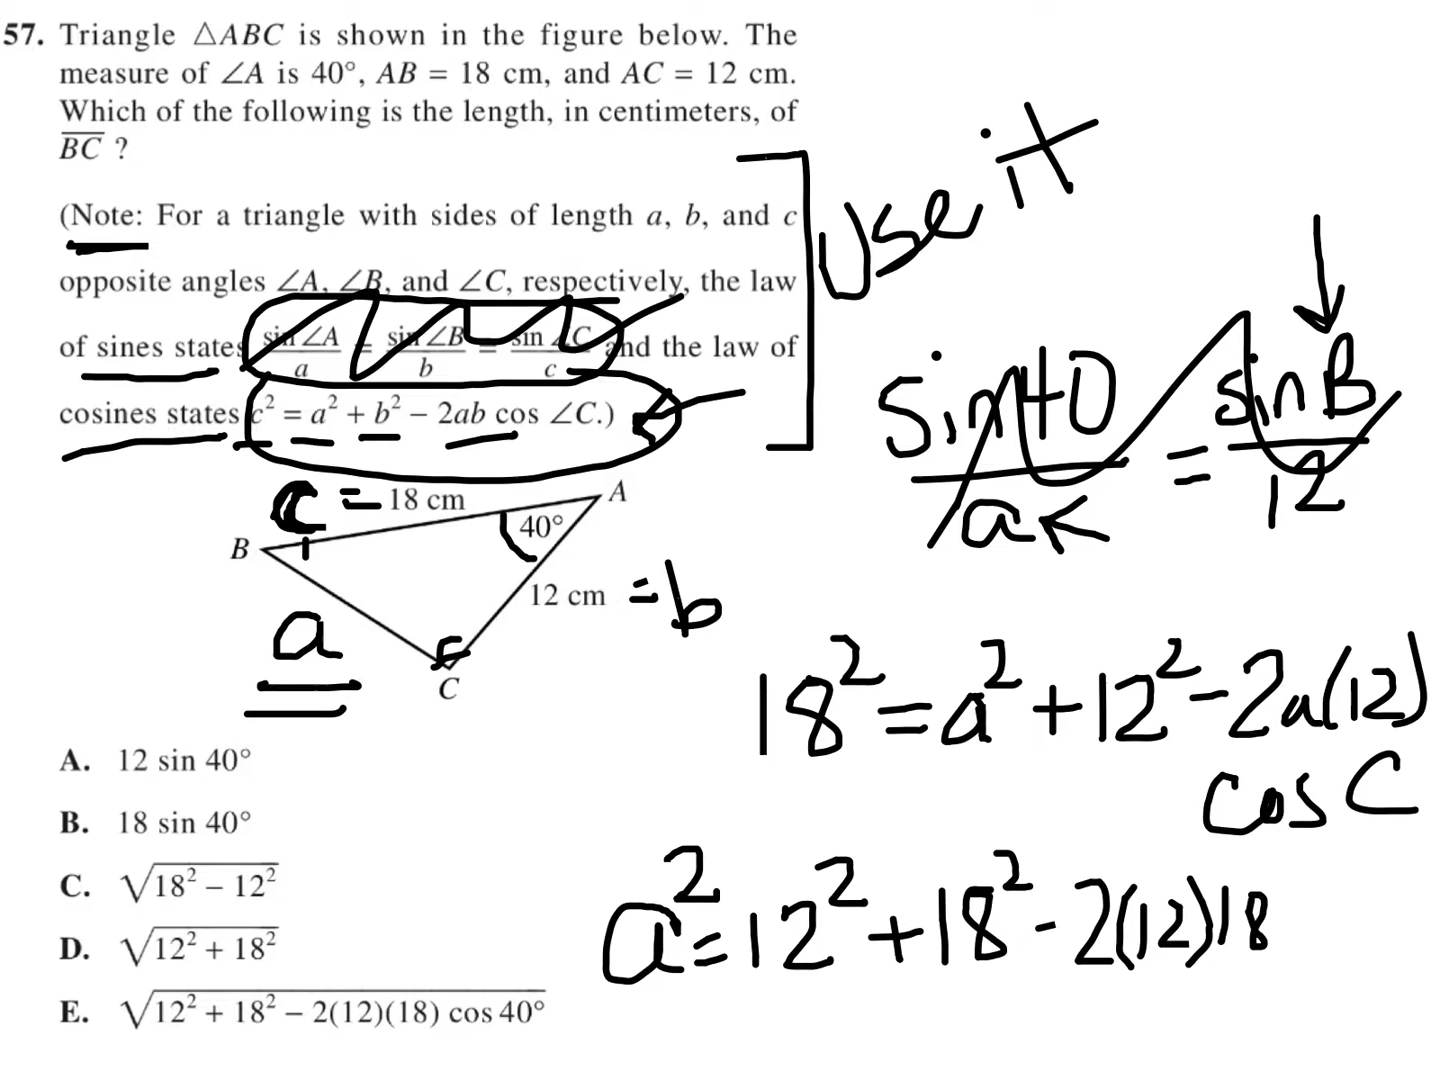 57. Triangle △ABC is shown in the figure below. The
measure of ∠A is 40°, AB = 18 cm, and AC = 12 cm.
Which of the following is the length, in centimeters, of
B̅C̅ ?
(Note: For a triangle with sides of length a, b, and c
opposite angles ∠A, ∠B, and ∠C, respectively, the law
of sines states sin ∠A / a = sin ∠B / b = sin ∠C / c and the law of
cosines states c² = a² + b² − 2ab cos ∠C.)
Use it
sin 40 / a = sin B / 12
c = 18 cm
A
40°
B
12 cm = b
a
C
18² = a² + 12² − 2a(12)
cos C
a² = 12² + 18² − 2(12)18
A. 12 sin 40°
B. 18 sin 40°
C. √(18² − 12²)
D. √(12² + 18²)
E. √(12² + 18² − 2(12)(18) cos 40°)